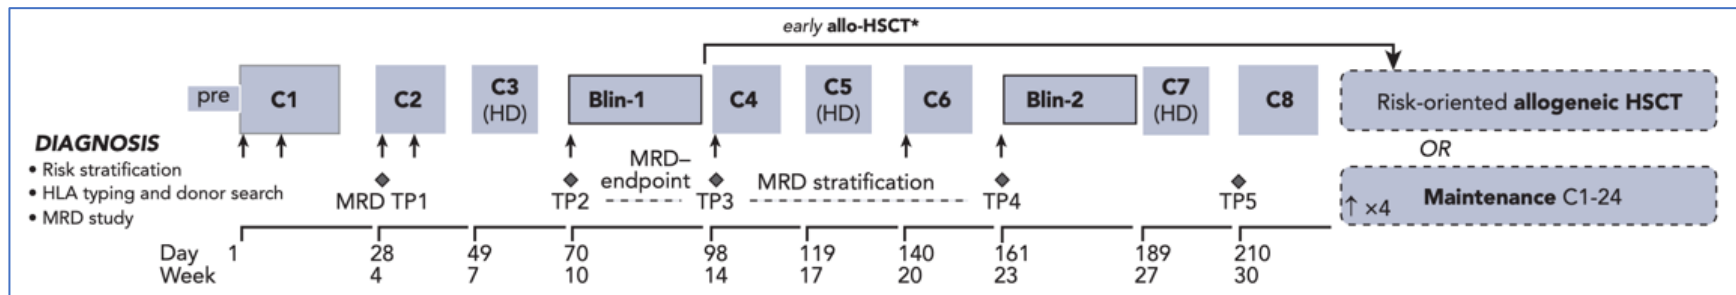 early allo-HSCT*
pre
C1
C2
C3
(HD)
Blin-1
C4
C5
(HD)
C6
Blin-2
C7
(HD)
C8
Risk-oriented allogeneic HSCT
OR
Maintenance C1-24
↑ ×4
DIAGNOSIS
• Risk stratification
• HLA typing and donor search
• MRD study
MRD TP1
TP2
MRD–
endpoint
TP3
MRD stratification
TP4
TP5
Day 1 28 49 70 98 119 140 161 189 210
Week 4 7 10 14 17 20 23 27 30